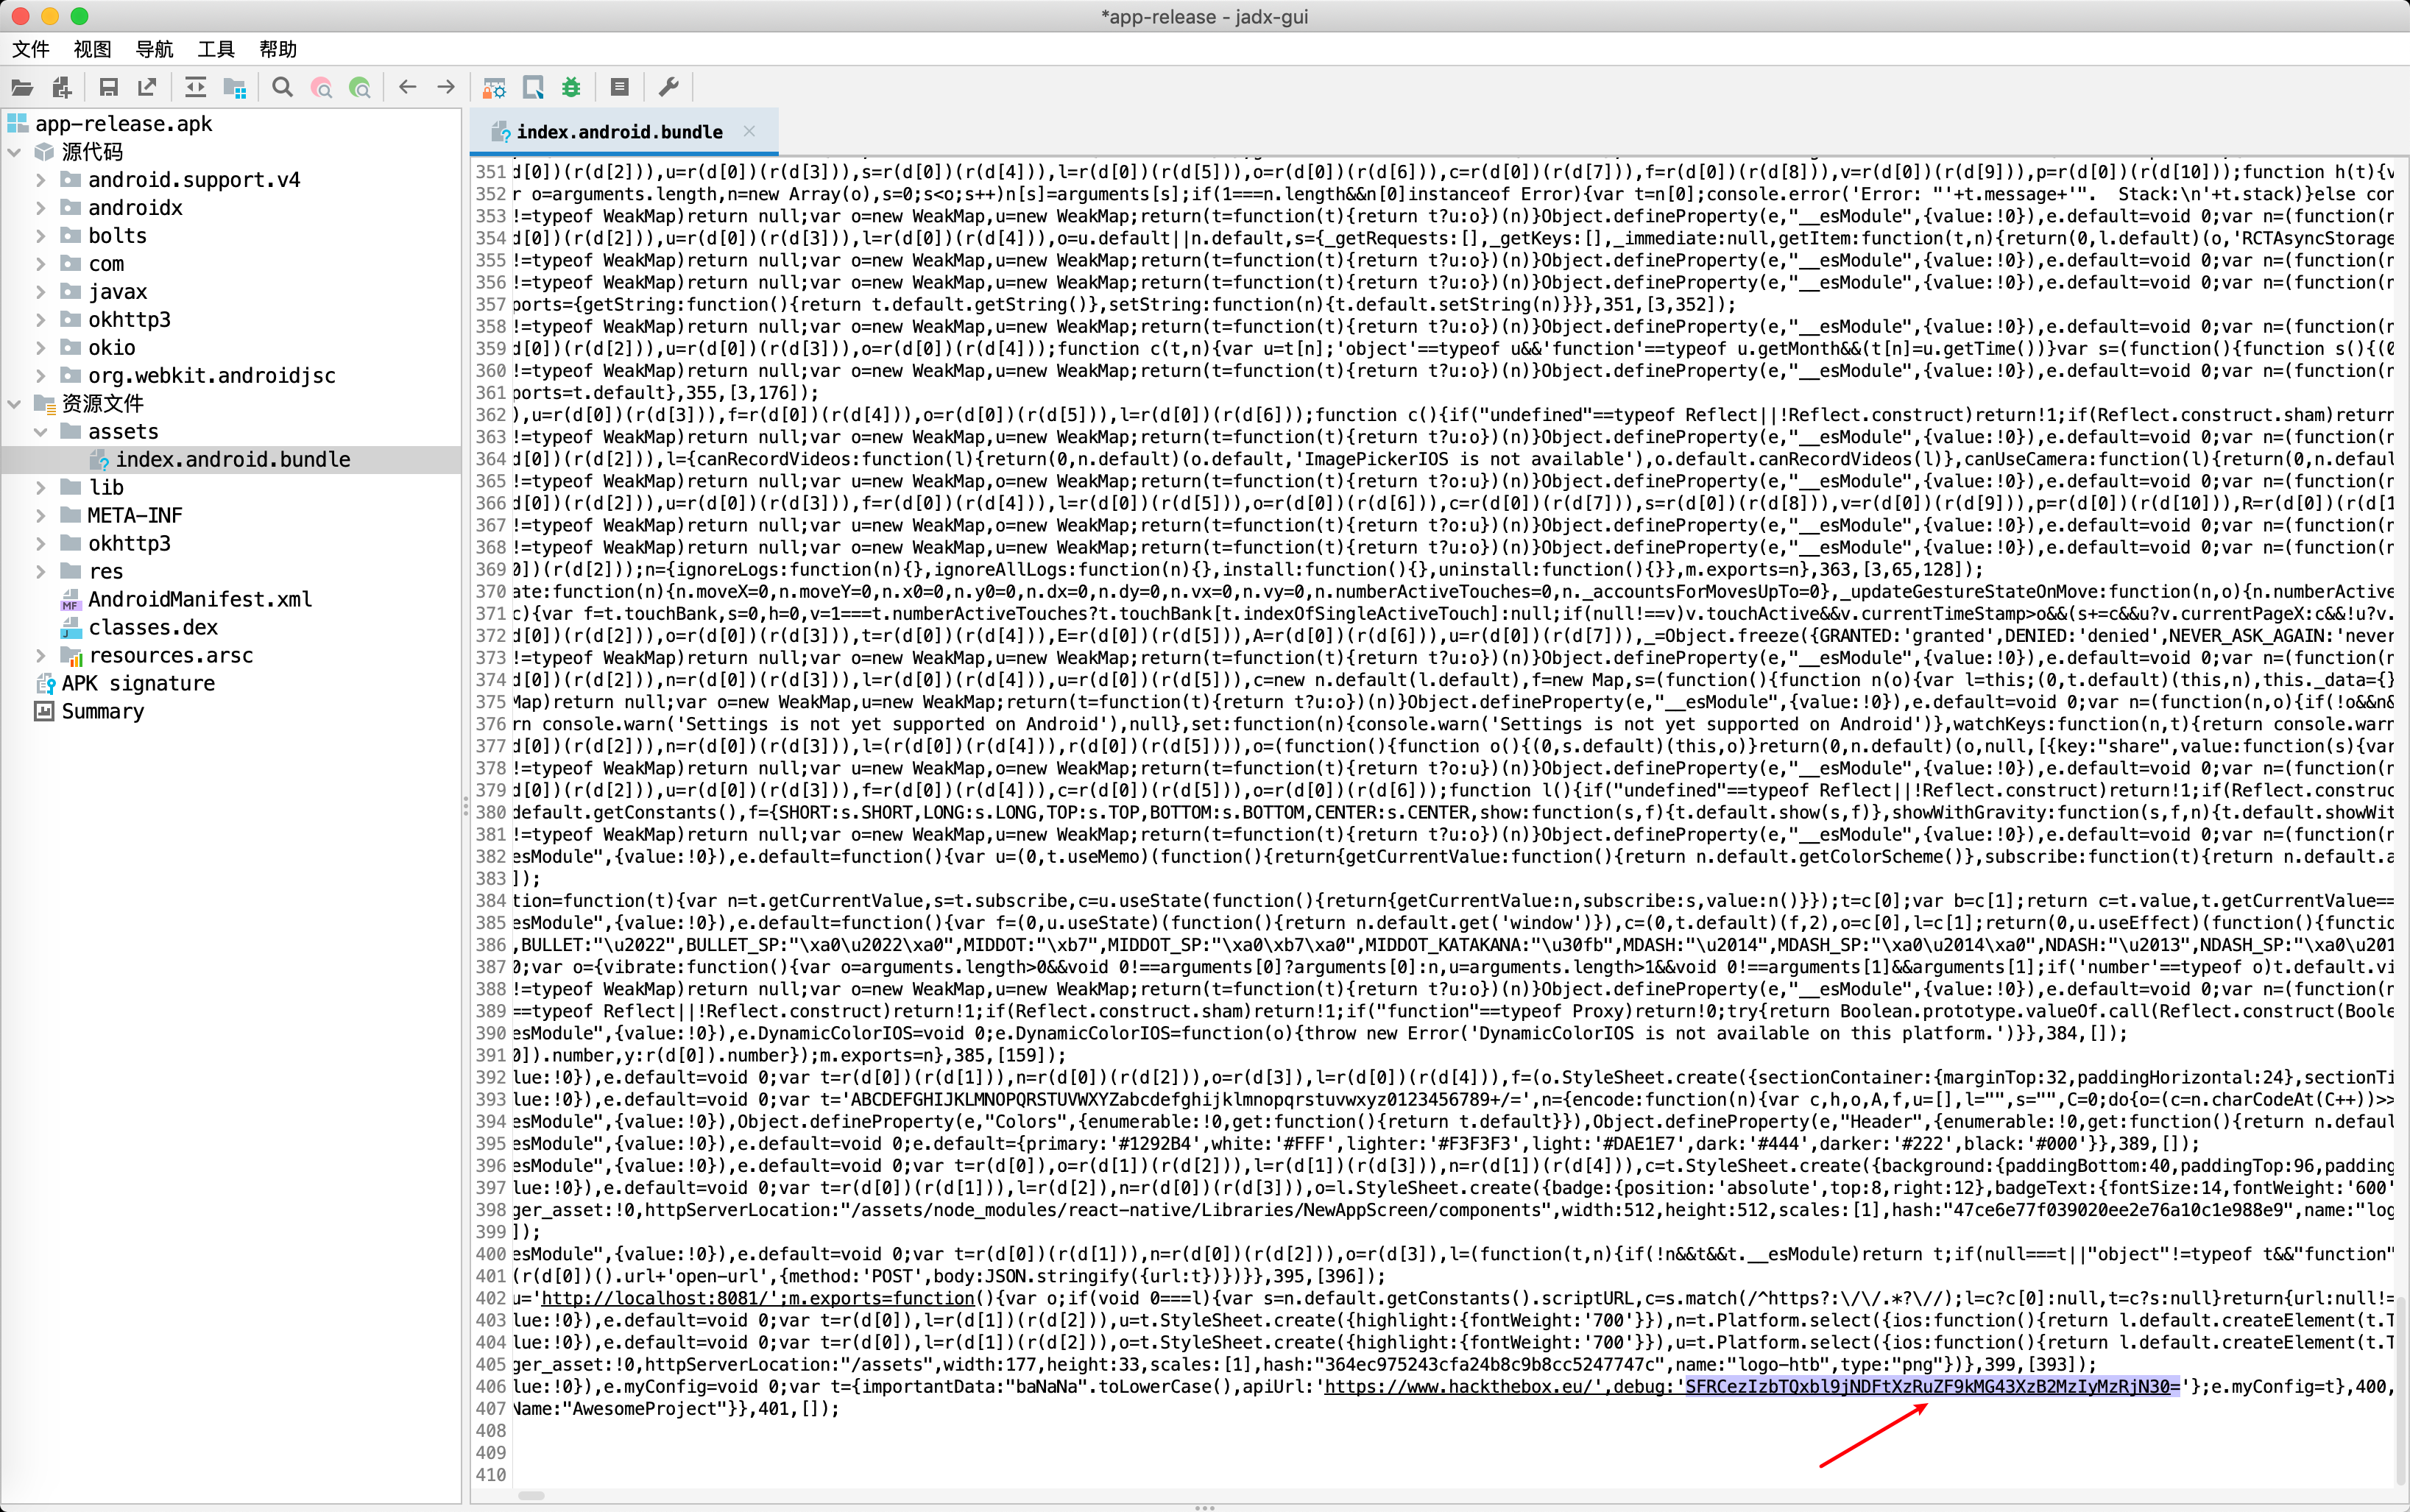 *app-release - jadx-gui
文件 视图 导航 工具 帮助
app-release.apk
源代码
android.support.v4
androidx
bolts
com
javax
okhttp3
okio
org.webkit.androidjsc
资源文件
assets
index.android.bundle
lib
META-INF
okhttp3
res
AndroidManifest.xml
classes.dex
resources.arsc
APK signature
Summary
index.android.bundle
351 d[0])(r(d[2])),u=r(d[0])(r(d[3])),s=r(d[0])(r(d[4])),l=r(d[0])(r(d[5])),o=r(d[0])(r(d[6])),c=r(d[0])(r(d[7])),f=r(d[0])(r(d[8])),v=r(d[0])(r(d[9])),p=r(d[0])(r(d[10]));function h(t){v
352 r o=arguments.length,n=new Array(o),s=0;s<o;s++)n[s]=arguments[s];if(1===n.length&&n[0]instanceof Error){var t=n[0];console.error('Error: "'+t.message+'".  Stack:\n'+t.stack)}else con
353 !=typeof WeakMap)return null;var o=new WeakMap,u=new WeakMap;return(t=function(t){return t?u:o})(n)}Object.defineProperty(e,"__esModule",{value:!0}),e.default=void 0;var n=(function(n
354 d[0])(r(d[2])),u=r(d[0])(r(d[3])),l=r(d[0])(r(d[4])),o=u.default||n.default,s={_getRequests:[],_getKeys:[],_immediate:null,getItem:function(t,n){return(0,l.default)(o,'RCTAsyncStorage
355 !=typeof WeakMap)return null;var o=new WeakMap,u=new WeakMap;return(t=function(t){return t?u:o})(n)}Object.defineProperty(e,"__esModule",{value:!0}),e.default=void 0;var n=(function(n
356 !=typeof WeakMap)return null;var o=new WeakMap,u=new WeakMap;return(t=function(t){return t?u:o})(n)}Object.defineProperty(e,"__esModule",{value:!0}),e.default=void 0;var n=(function(n
357 ports={getString:function(){return t.default.getString()},setString:function(n){t.default.setString(n)}}},351,[3,352]);
358 !=typeof WeakMap)return null;var o=new WeakMap,u=new WeakMap;return(t=function(t){return t?u:o})(n)}Object.defineProperty(e,"__esModule",{value:!0}),e.default=void 0;var n=(function(n
359 d[0])(r(d[2])),u=r(d[0])(r(d[3])),o=r(d[0])(r(d[4]));function c(t,n){var u=t[n];'object'==typeof u&&'function'==typeof u.getMonth&&(t[n]=u.getTime())}var s=(function(){function s(){(0
360 !=typeof WeakMap)return null;var o=new WeakMap,u=new WeakMap;return(t=function(t){return t?u:o})(n)}Object.defineProperty(e,"__esModule",{value:!0}),e.default=void 0;var n=(function(n
361 ports=t.default},355,[3,176]);
362 ),u=r(d[0])(r(d[3])),f=r(d[0])(r(d[4])),o=r(d[0])(r(d[5])),l=r(d[0])(r(d[6]));function c(){if("undefined"==typeof Reflect||!Reflect.construct)return!1;if(Reflect.construct.sham)return
363 !=typeof WeakMap)return null;var o=new WeakMap,u=new WeakMap;return(t=function(t){return t?u:o})(n)}Object.defineProperty(e,"__esModule",{value:!0}),e.default=void 0;var n=(function(n
364 d[0])(r(d[2])),l={canRecordVideos:function(l){return(0,n.default)(o.default,'ImagePickerIOS is not available'),o.default.canRecordVideos(l)},canUseCamera:function(l){return(0,n.defaul
365 !=typeof WeakMap)return null;var u=new WeakMap,o=new WeakMap;return(t=function(t){return t?o:u})(n)}Object.defineProperty(e,"__esModule",{value:!0}),e.default=void 0;var n=(function(n
366 d[0])(r(d[2])),u=r(d[0])(r(d[3])),f=r(d[0])(r(d[4])),l=r(d[0])(r(d[5])),o=r(d[0])(r(d[6])),c=r(d[0])(r(d[7])),s=r(d[0])(r(d[8])),v=r(d[0])(r(d[9])),p=r(d[0])(r(d[10])),R=r(d[0])(r(d[1
367 !=typeof WeakMap)return null;var u=new WeakMap,o=new WeakMap;return(t=function(t){return t?o:u})(n)}Object.defineProperty(e,"__esModule",{value:!0}),e.default=void 0;var n=(function(n
368 !=typeof WeakMap)return null;var o=new WeakMap,u=new WeakMap;return(t=function(t){return t?u:o})(n)}Object.defineProperty(e,"__esModule",{value:!0}),e.default=void 0;var n=(function(n
369 0])(r(d[2]));n={ignoreLogs:function(n){},ignoreAllLogs:function(n){},install:function(){},uninstall:function(){}},m.exports=n},363,[3,65,128]);
370 ate:function(n){n.moveX=0,n.moveY=0,n.x0=0,n.y0=0,n.dx=0,n.dy=0,n.vx=0,n.vy=0,n.numberActiveTouches=0,n._accountsForMovesUpTo=0},_updateGestureStateOnMove:function(n,o){n.numberActive
371 c){var f=t.touchBank,s=0,h=0,v=1===t.numberActiveTouches?t.touchBank[t.indexOfSingleActiveTouch]:null;if(null!==v)v.touchActive&&v.currentTimeStamp>o&&(s+=c&&u?v.currentPageX:c&&!u?v.
372 d[0])(r(d[2])),o=r(d[0])(r(d[3])),t=r(d[0])(r(d[4])),E=r(d[0])(r(d[5])),A=r(d[0])(r(d[6])),u=r(d[0])(r(d[7])),_=Object.freeze({GRANTED:'granted',DENIED:'denied',NEVER_ASK_AGAIN:'never
373 !=typeof WeakMap)return null;var o=new WeakMap,u=new WeakMap;return(t=function(t){return t?u:o})(n)}Object.defineProperty(e,"__esModule",{value:!0}),e.default=void 0;var n=(function(n
374 d[0])(r(d[2])),n=r(d[0])(r(d[3])),l=r(d[0])(r(d[4])),u=r(d[0])(r(d[5])),c=new n.default(l.default),f=new Map,s=(function(){function n(o){var l=this;(0,t.default)(this,n),this._data={}
375 Map)return null;var o=new WeakMap,u=new WeakMap;return(t=function(t){return t?u:o})(n)}Object.defineProperty(e,"__esModule",{value:!0}),e.default=void 0;var n=(function(n,o){if(!o&&n&
376 rn console.warn('Settings is not yet supported on Android'),null},set:function(n){console.warn('Settings is not yet supported on Android')},watchKeys:function(n,t){return console.warn
377 d[0])(r(d[2])),n=r(d[0])(r(d[3])),l=(r(d[0])(r(d[4])),r(d[0])(r(d[5]))),o=(function(){function o(){(0,s.default)(this,o)}return(0,n.default)(o,null,[{key:"share",value:function(s){var
378 !=typeof WeakMap)return null;var u=new WeakMap,o=new WeakMap;return(t=function(t){return t?o:u})(n)}Object.defineProperty(e,"__esModule",{value:!0}),e.default=void 0;var n=(function(n
379 d[0])(r(d[2])),u=r(d[0])(r(d[3])),f=r(d[0])(r(d[4])),c=r(d[0])(r(d[5])),o=r(d[0])(r(d[6]));function l(){if("undefined"==typeof Reflect||!Reflect.construct)return!1;if(Reflect.construc
380 default.getConstants(),f={SHORT:s.SHORT,LONG:s.LONG,TOP:s.TOP,BOTTOM:s.BOTTOM,CENTER:s.CENTER,show:function(s,f){t.default.show(s,f)},showWithGravity:function(s,f,n){t.default.showWit
381 !=typeof WeakMap)return null;var o=new WeakMap,u=new WeakMap;return(t=function(t){return t?u:o})(n)}Object.defineProperty(e,"__esModule",{value:!0}),e.default=void 0;var n=(function(n
382 esModule",{value:!0}),e.default=function(){var u=(0,t.useMemo)(function(){return{getCurrentValue:function(){return n.default.getColorScheme()},subscribe:function(t){return n.default.a
383 ]);
384 tion=function(t){var n=t.getCurrentValue,s=t.subscribe,c=u.useState(function(){return{getCurrentValue:n,subscribe:s,value:n()}});t=c[0];var b=c[1];return c=t.value,t.getCurrentValue==
385 esModule",{value:!0}),e.default=function(){var f=(0,u.useState)(function(){return n.default.get('window')}),c=(0,t.default)(f,2),o=c[0],l=c[1];return(0,u.useEffect)(function(){functio
386 ,BULLET:"\u2022",BULLET_SP:"\xa0\u2022\xa0",MIDDOT:"\xb7",MIDDOT_SP:"\xa0\xb7\xa0",MIDDOT_KATAKANA:"\u30fb",MDASH:"\u2014",MDASH_SP:"\xa0\u2014\xa0",NDASH:"\u2013",NDASH_SP:"\xa0\u201
387 0;var o={vibrate:function(){var o=arguments.length>0&&void 0!==arguments[0]?arguments[0]:n,u=arguments.length>1&&void 0!==arguments[1]&&arguments[1];if('number'==typeof o)t.default.vi
388 !=typeof WeakMap)return null;var o=new WeakMap,u=new WeakMap;return(t=function(t){return t?u:o})(n)}Object.defineProperty(e,"__esModule",{value:!0}),e.default=void 0;var n=(function(n
389 ==typeof Reflect||!Reflect.construct)return!1;if(Reflect.construct.sham)return!1;if("function"==typeof Proxy)return!0;try{return Boolean.prototype.valueOf.call(Reflect.construct(Boole
390 esModule",{value:!0}),e.DynamicColorIOS=void 0;e.DynamicColorIOS=function(o){throw new Error('DynamicColorIOS is not available on this platform.')}},384,[]);
391 0]).number,y:r(d[0]).number});m.exports=n},385,[159]);
392 lue:!0}),e.default=void 0;var t=r(d[0])(r(d[1])),n=r(d[0])(r(d[2])),o=r(d[3]),l=r(d[0])(r(d[4])),f=(o.StyleSheet.create({sectionContainer:{marginTop:32,paddingHorizontal:24},sectionTi
393 lue:!0}),e.default=void 0;var t='ABCDEFGHIJKLMNOPQRSTUVWXYZabcdefghijklmnopqrstuvwxyz0123456789+/=',n={encode:function(n){var c,h,o,A,f,u=[],l="",s="",C=0;do{o=(c=n.charCodeAt(C++))>>
394 esModule",{value:!0}),Object.defineProperty(e,"Colors",{enumerable:!0,get:function(){return t.default}}),Object.defineProperty(e,"Header",{enumerable:!0,get:function(){return n.defaul
395 esModule",{value:!0}),e.default=void 0;e.default={primary:'#1292B4',white:'#FFF',lighter:'#F3F3F3',light:'#DAE1E7',dark:'#444',darker:'#222',black:'#000'}},389,[]);
396 esModule",{value:!0}),e.default=void 0;var t=r(d[0]),o=r(d[1])(r(d[2])),l=r(d[1])(r(d[3])),n=r(d[1])(r(d[4])),c=t.StyleSheet.create({background:{paddingBottom:40,paddingTop:96,padding
397 lue:!0}),e.default=void 0;var t=r(d[0])(r(d[1])),l=r(d[2]),n=r(d[0])(r(d[3])),o=l.StyleSheet.create({badge:{position:'absolute',top:8,right:12},badgeText:{fontSize:14,fontWeight:'600'
398 ger_asset:!0,httpServerLocation:"/assets/node_modules/react-native/Libraries/NewAppScreen/components",width:512,height:512,scales:[1],hash:"47ce6e77f039020ee2e76a10c1e988e9",name:"log
399 ]);
400 esModule",{value:!0}),e.default=void 0;var t=r(d[0])(r(d[1])),n=r(d[0])(r(d[2])),o=r(d[3]),l=(function(t,n){if(!n&&t&&t.__esModule)return t;if(null===t||"object"!=typeof t&&"function"
401 (r(d[0])().url+'open-url',{method:'POST',body:JSON.stringify({url:t})})}},395,[396]);
402 u='http://localhost:8081/';m.exports=function(){var o;if(void 0===l){var s=n.default.getConstants().scriptURL,c=s.match(/^https?:\/\/.*?\//);l=c?c[0]:null,t=c?s:null}return{url:null!=
403 lue:!0}),e.default=void 0;var t=r(d[0]),l=r(d[1])(r(d[2])),u=t.StyleSheet.create({highlight:{fontWeight:'700'}}),n=t.Platform.select({ios:function(){return l.default.createElement(t.T
404 lue:!0}),e.default=void 0;var t=r(d[0]),l=r(d[1])(r(d[2])),o=t.StyleSheet.create({highlight:{fontWeight:'700'}}),u=t.Platform.select({ios:function(){return l.default.createElement(t.T
405 ger_asset:!0,httpServerLocation:"/assets",width:177,height:33,scales:[1],hash:"364ec975243cfa24b8c9b8cc5247747c",name:"logo-htb",type:"png"})},399,[393]);
406 lue:!0}),e.myConfig=void 0;var t={importantData:"baNaNa".toLowerCase(),apiUrl:'https://www.hackthebox.eu/',debug:'SFRCezIzbTQxbl9jNDFtXzRuZF9kMG43XzB2MzIyMzRjN30='};e.myConfig=t},400,
407 Name:"AwesomeProject"}},401,[]);
408
409
410